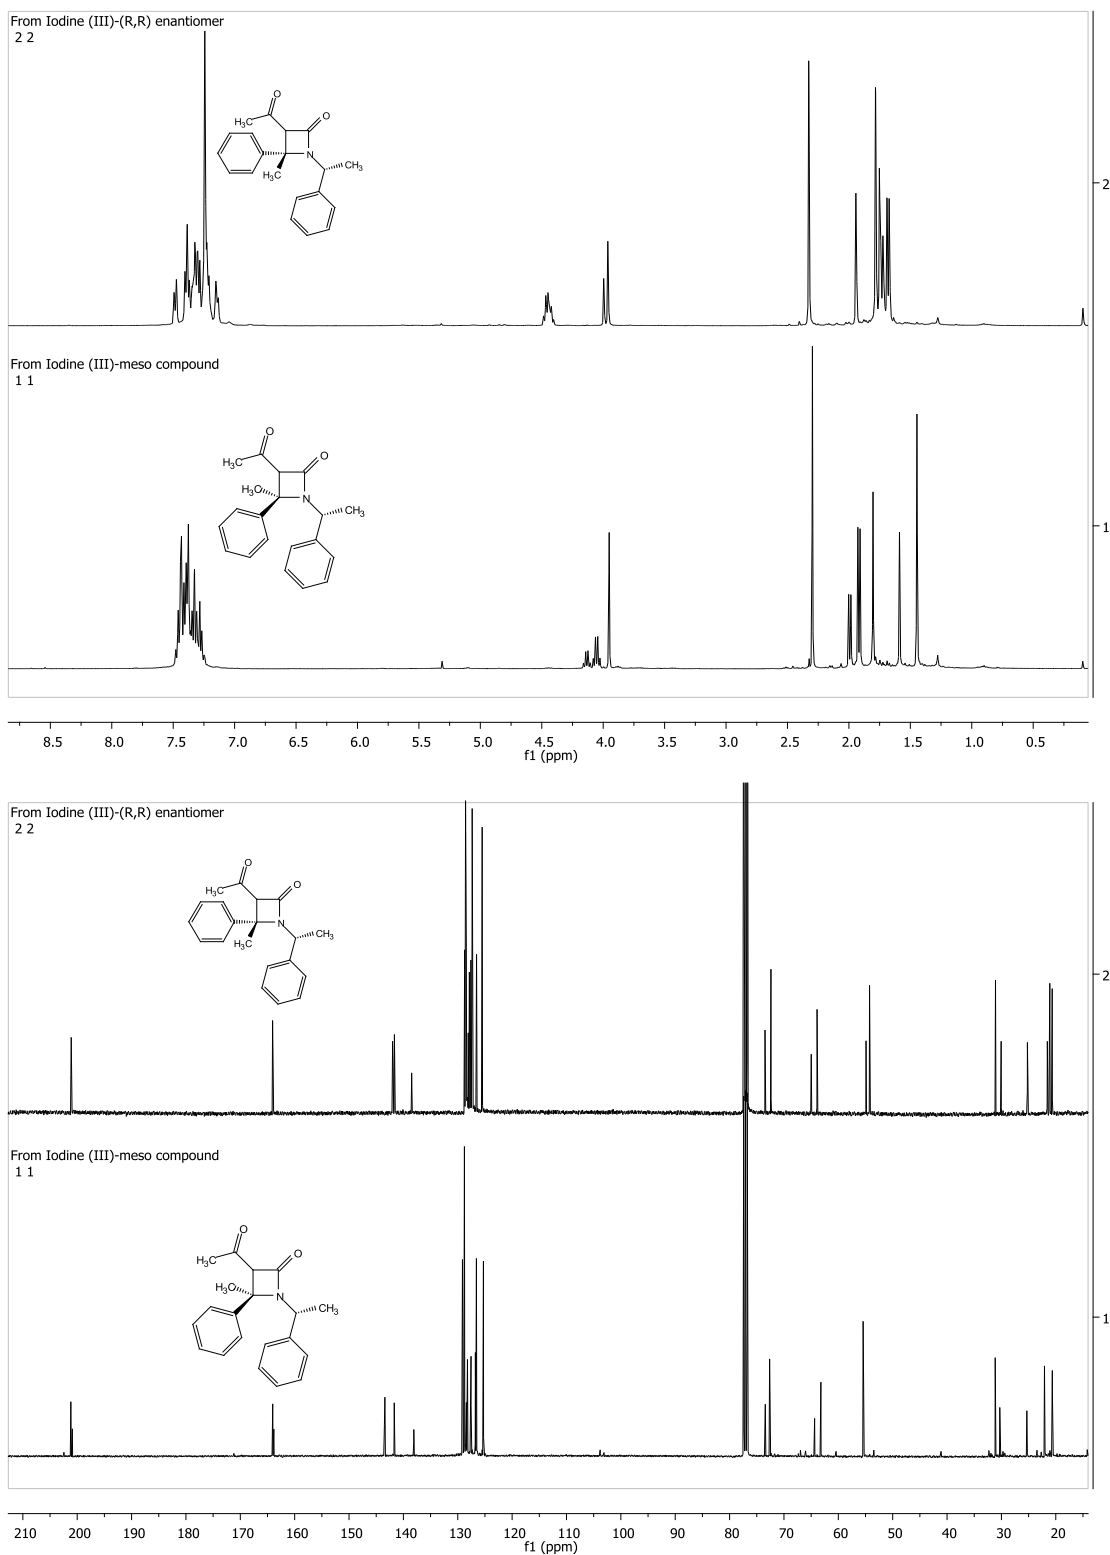 From Iodine (III)-(R,R) enantiomer
2 2
O
H₃C
O
N
CH₃
H₃C
2
From Iodine (III)-meso compound
1 1
O
H₃C
O
H₃C
N
CH₃
1
8.5 8.0 7.5 7.0 6.5 6.0 5.5 5.0 4.5 4.0 3.5 3.0 2.5 2.0 1.5 1.0 0.5
f1 (ppm)
From Iodine (III)-(R,R) enantiomer
2 2
O
H₃C
O
N
CH₃
H₃C
2
From Iodine (III)-meso compound
1 1
O
H₃C
O
H₃C
N
CH₃
1
210 200 190 180 170 160 150 140 130 120 110 100 90 80 70 60 50 40 30 20
f1 (ppm)